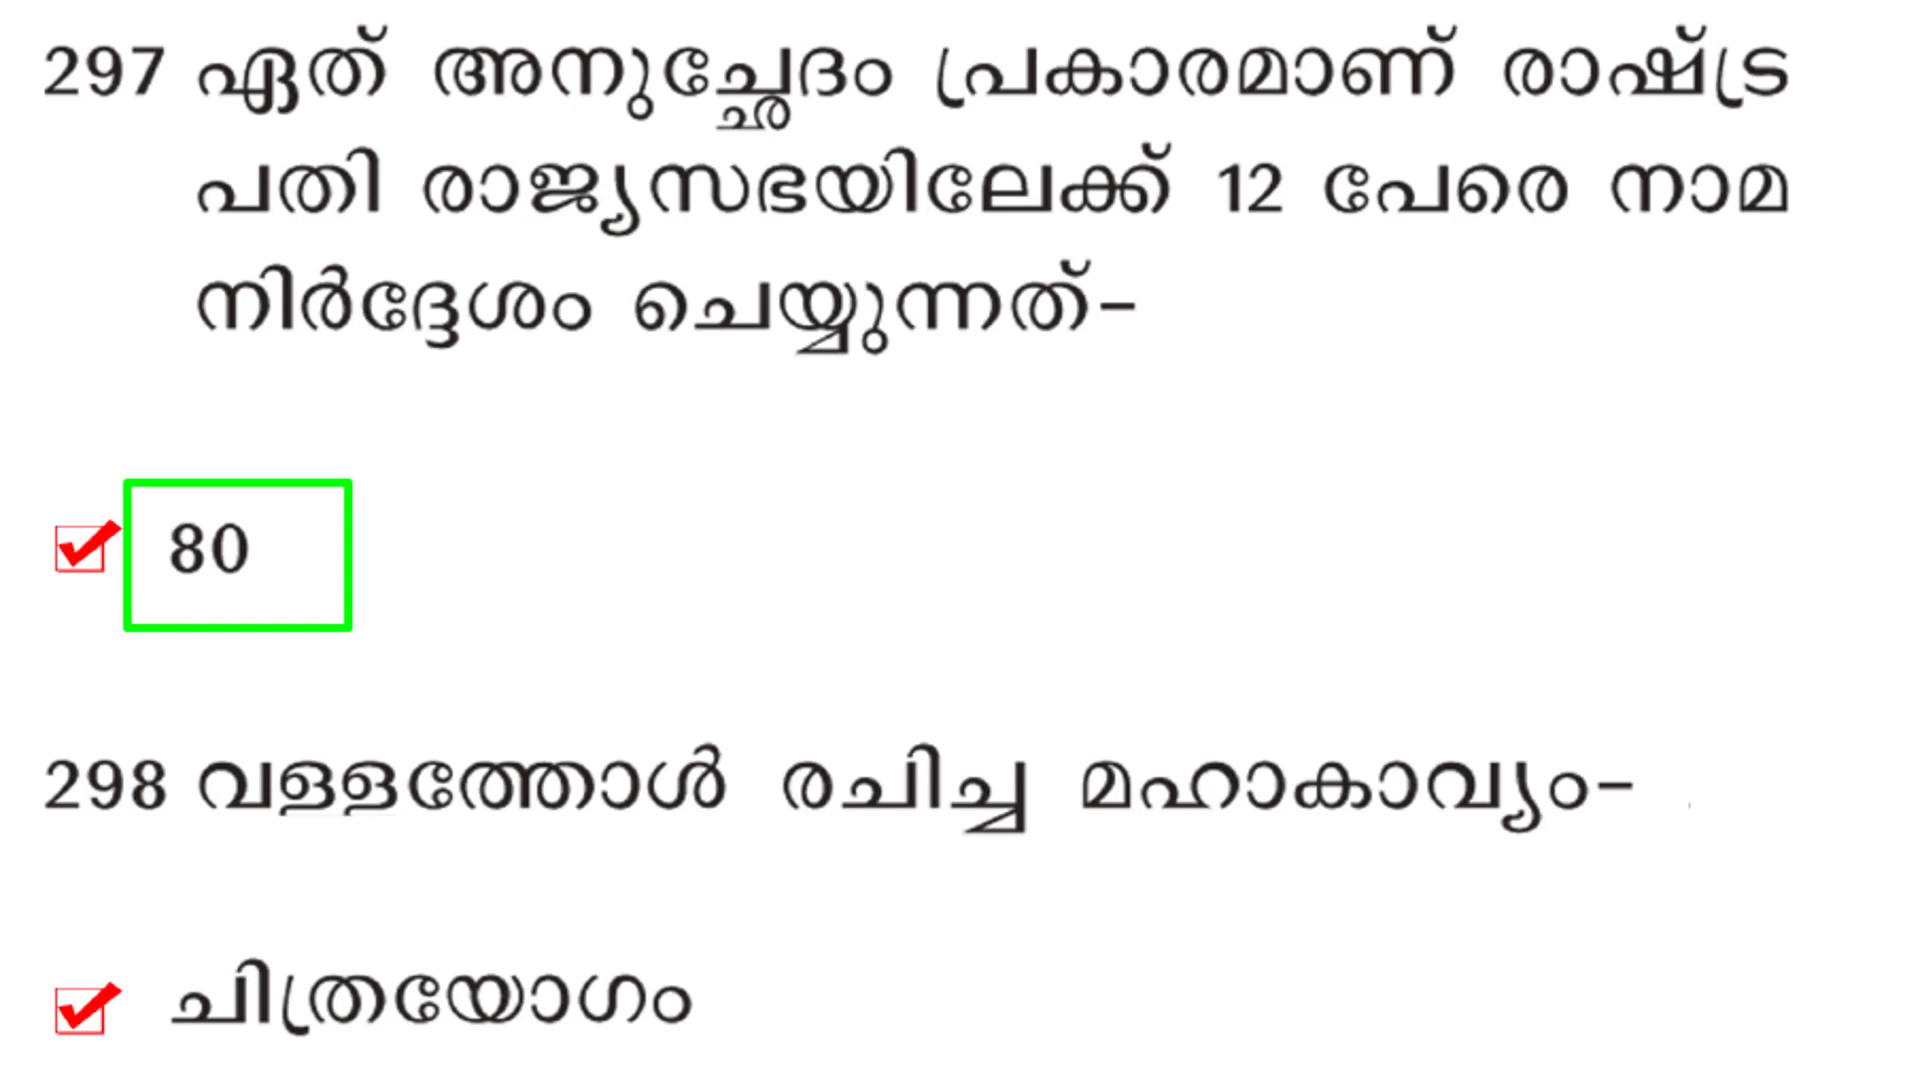 297 ഏത് അനുച്ഛേദം പ്രകാരമാണ് രാഷ്ട്ര
പതി രാജ്യസഭയിലേക്ക് 12 പേരെ നാമ
നിർദ്ദേശം ചെയ്യുന്നത്-
80
298 വള്ളത്തോൾ രചിച്ച മഹാകാവ്യം-
ചിത്രയോഗം